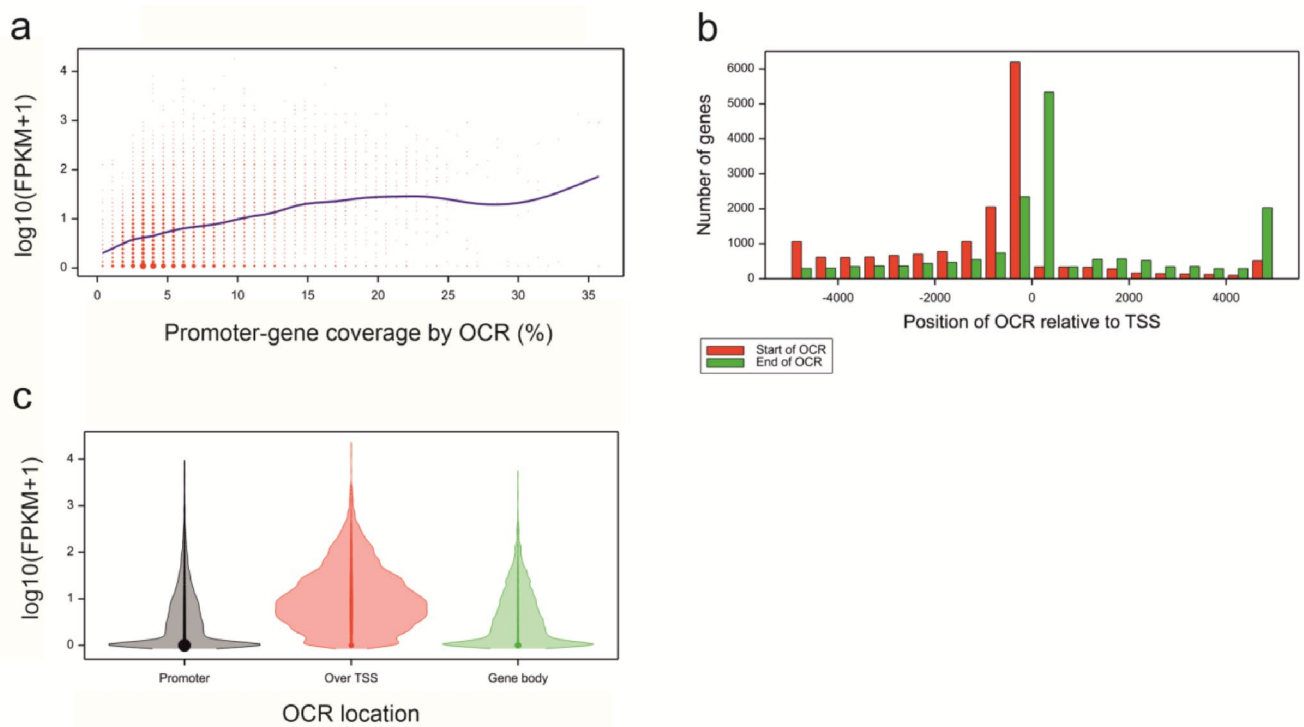 a
log10(FPKM+1)
4
3
2
1
0
0 5 10 15 20 25 30 35
Promoter-gene coverage by OCR (%)
b
Number of genes
6000
5000
4000
3000
2000
1000
0
-4000 -2000 0 2000 4000
Position of OCR relative to TSS
Start of OCR
End of OCR
c
log10(FPKM+1)
4
3
2
1
0
Promoter Over TSS Gene body
OCR location